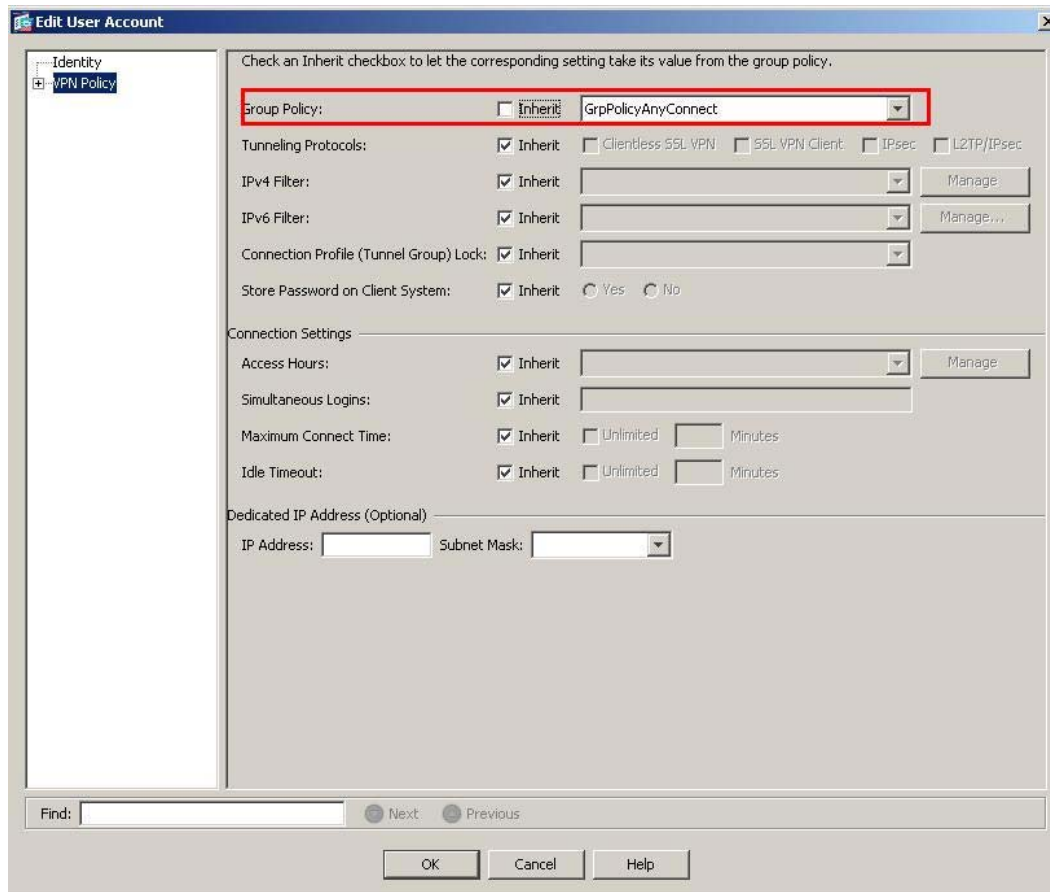 Edit User Account
Identity
VPN Policy
Check an Inherit checkbox to let the corresponding setting take its value from the group policy.
Group Policy: Inherit GrpPolicyAnyConnect
Tunneling Protocols: Inherit Clientless SSL VPN SSL VPN Client IPsec L2TP/IPsec
IPv4 Filter: Inherit Manage
IPv6 Filter: Inherit Manage...
Connection Profile (Tunnel Group) Lock: Inherit
Store Password on Client System: Inherit Yes No
Connection Settings
Access Hours: Inherit Manage
Simultaneous Logins: Inherit
Maximum Connect Time: Inherit Unlimited Minutes
Idle Timeout: Inherit Unlimited Minutes
Dedicated IP Address (Optional)
IP Address: Subnet Mask:
Find: Next Previous
OK Cancel Help